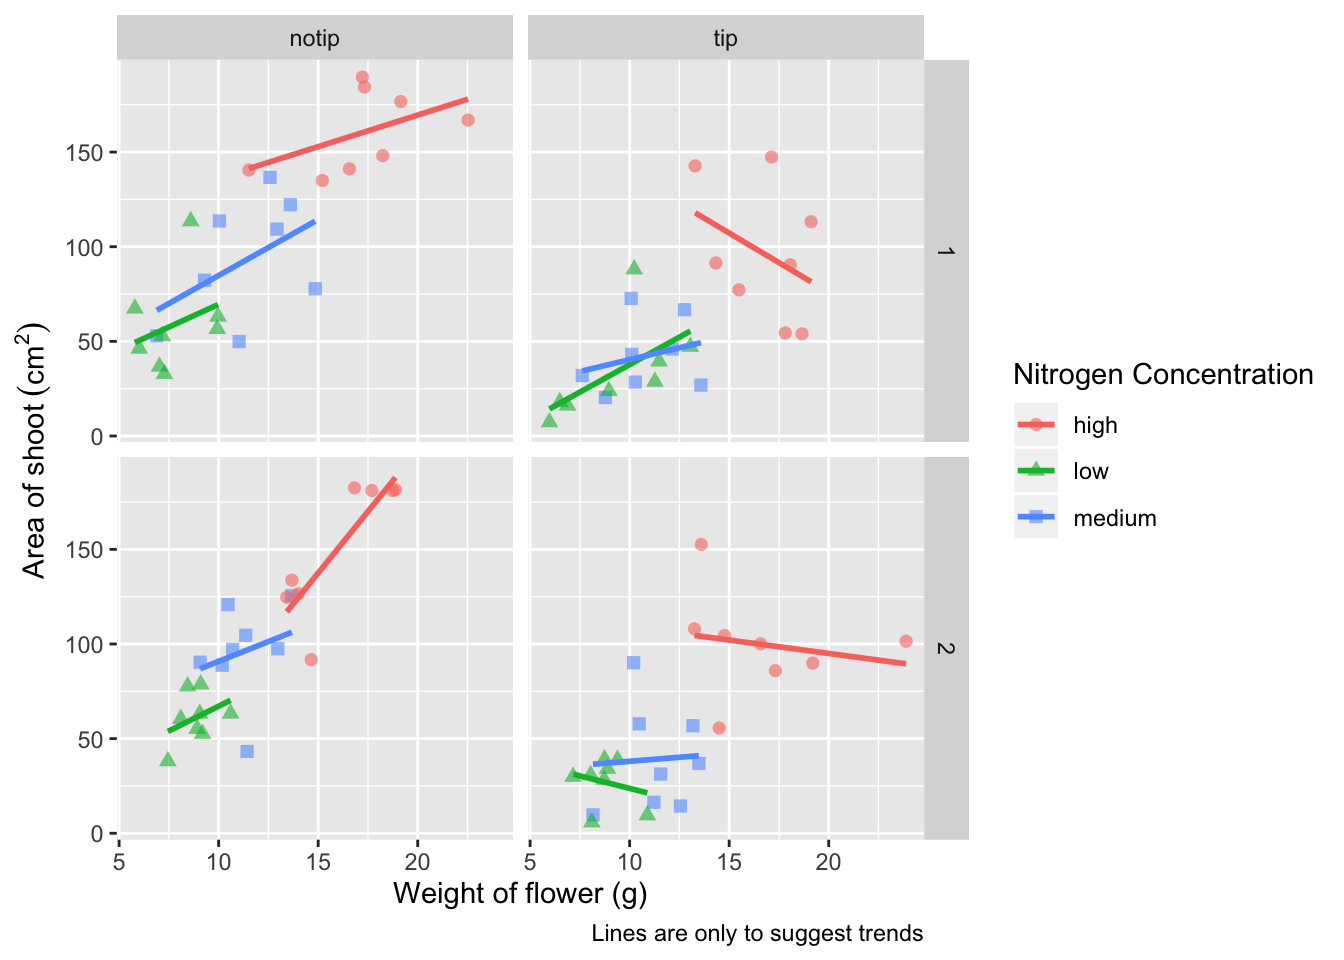 notip
tip
150
100
50
0
1
Area of shoot (cm2)
150
100
50
0
2
5
10
15
20
5
10
15
20
Weight of flower (g)
Lines are only to suggest trends
Nitrogen Concentration
high
low
medium